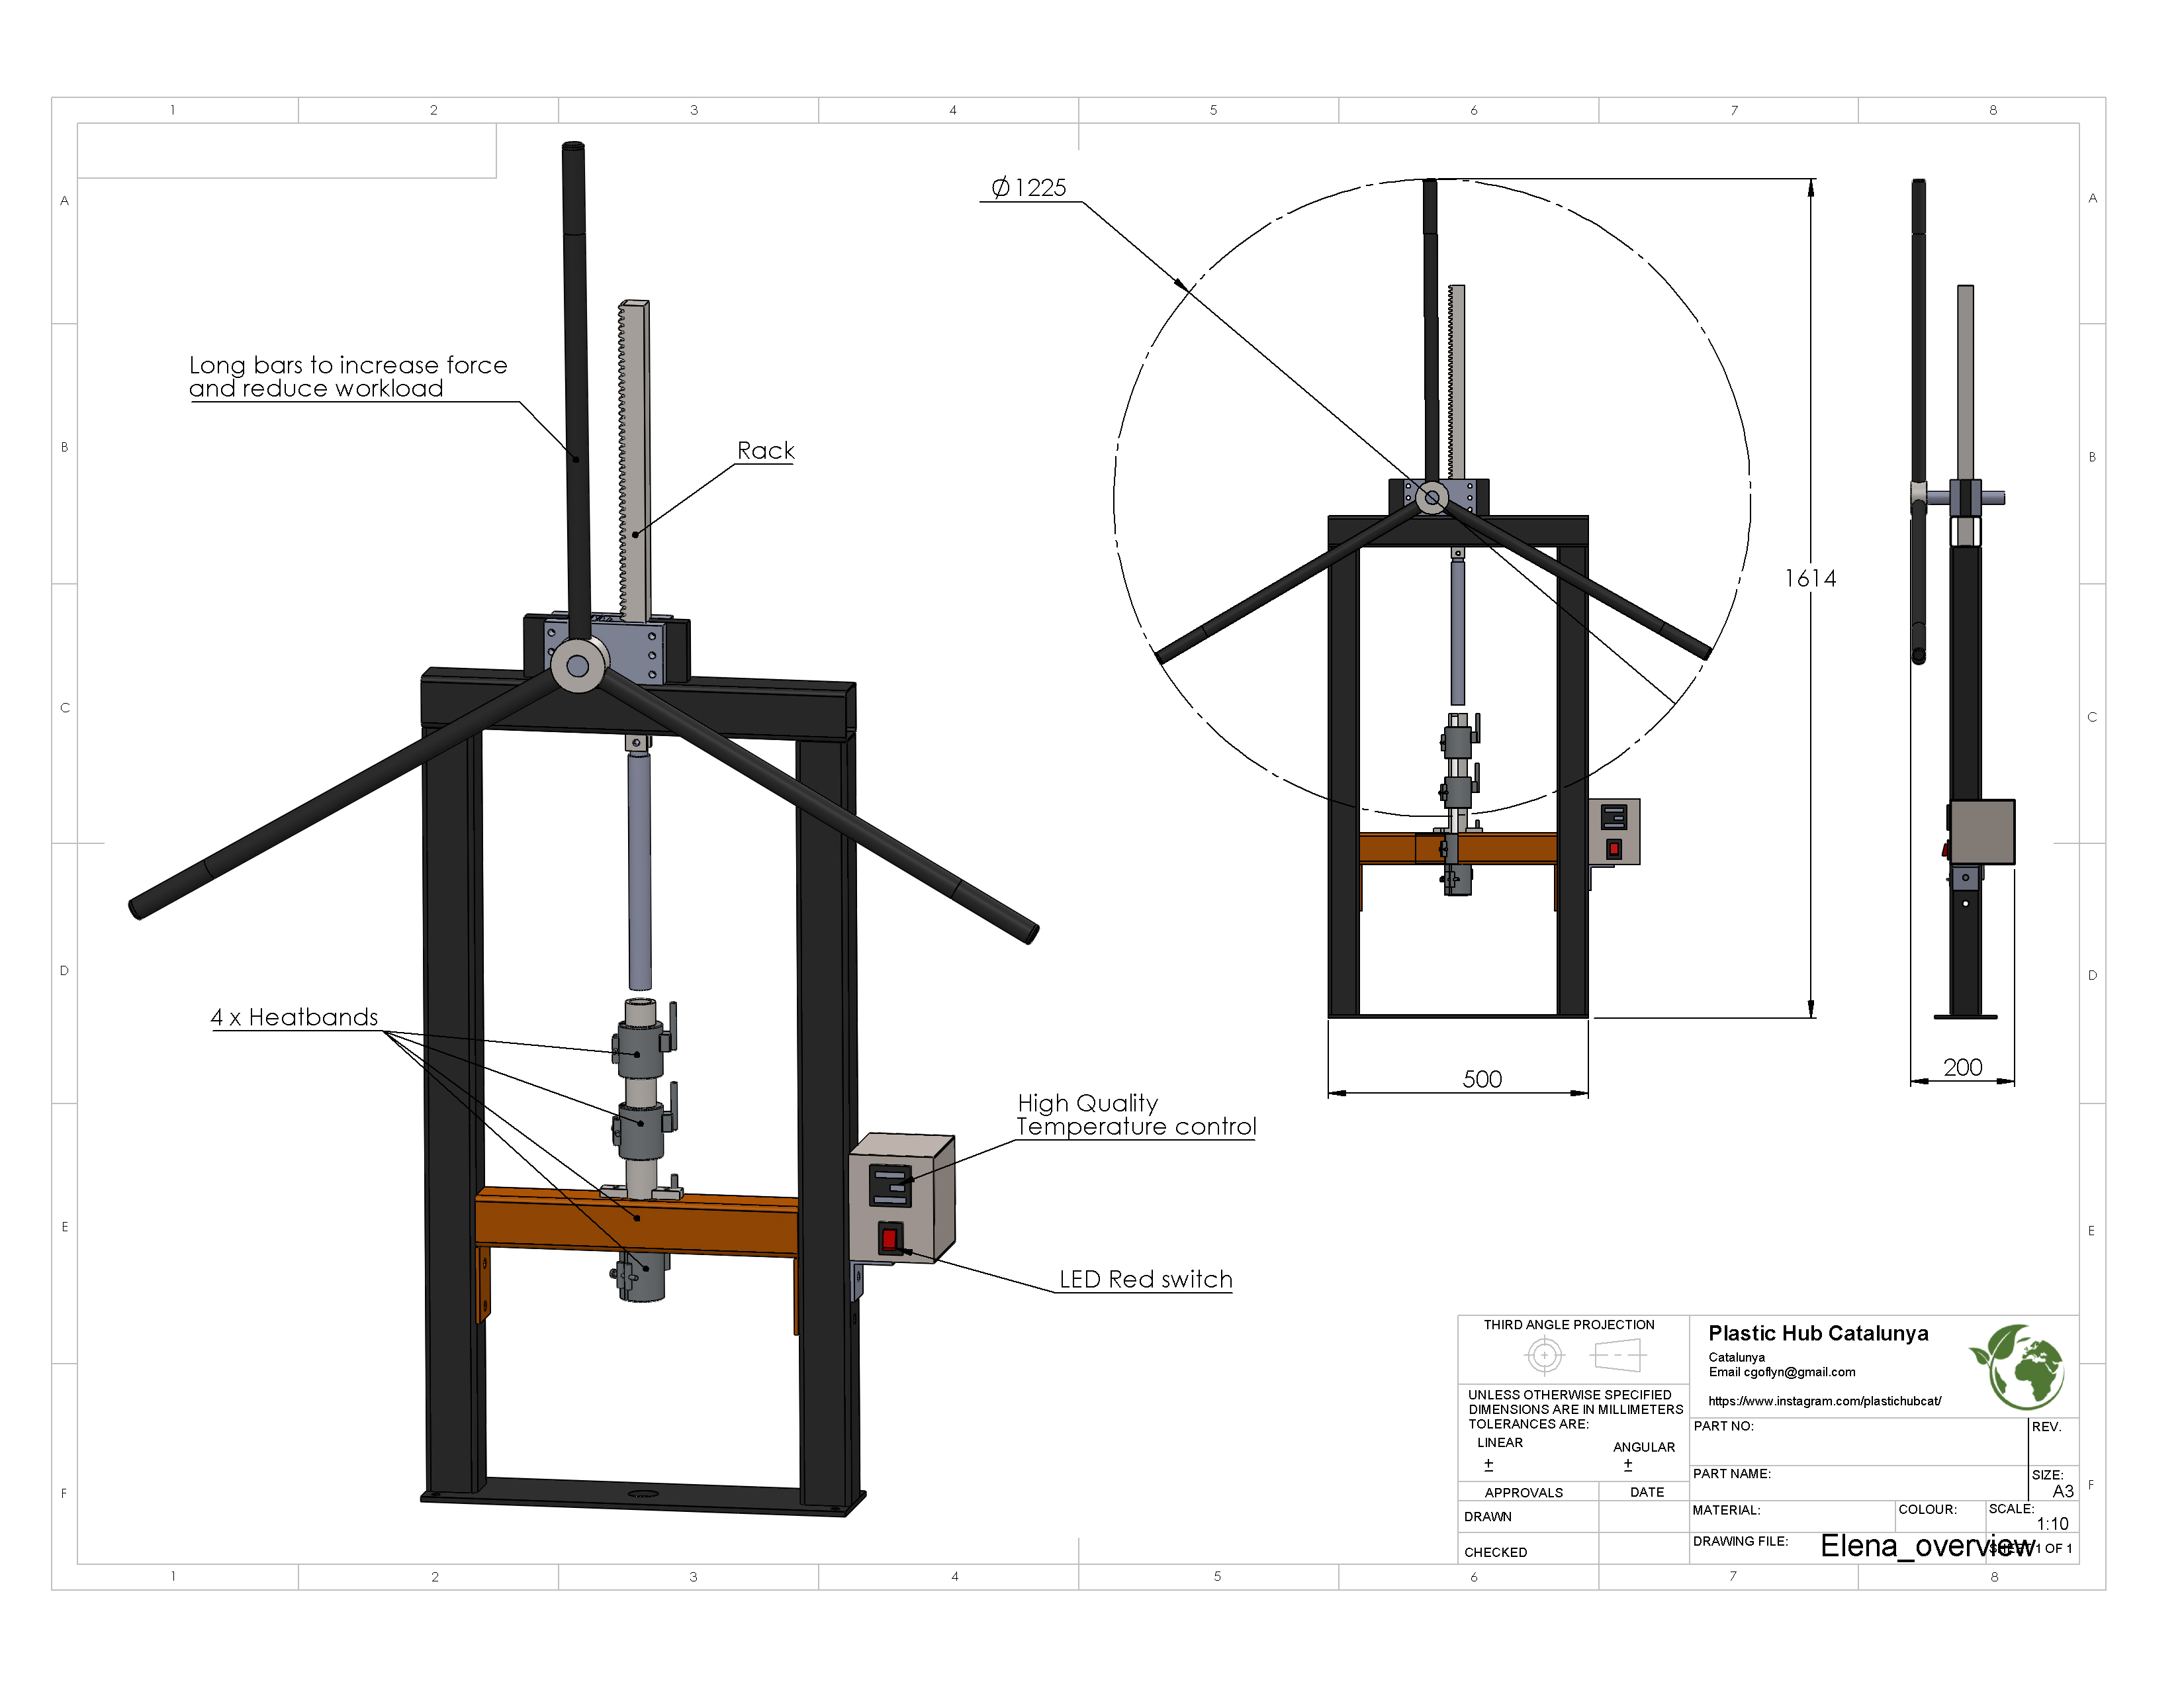 1 2 3 4 5 6 7 8
A A
B B
C C
D D
E E
F F
Long bars to increase force
and reduce workload
Rack
4 x Heatbands
High Quality
Temperature control
LED Red switch
Ø1225
1614
500
200
THIRD ANGLE PROJECTION
UNLESS OTHERWISE SPECIFIED
DIMENSIONS ARE IN MILLIMETERS
TOLERANCES ARE:
LINEAR
±
ANGULAR
±
APPROVALS
DATE
DRAWN
CHECKED
Plastic Hub Catalunya
Catalunya
Email cgoflyn@gmail.com
https://www.instagram.com/plastichubcat/
PART NO:
REV.
PART NAME:
SIZE:
A3
MATERIAL:
COLOUR:
SCALE:
1:10
DRAWING FILE:
Elena_overview
SHEET 1 OF 1
1 2 3 4 5 6 7 8